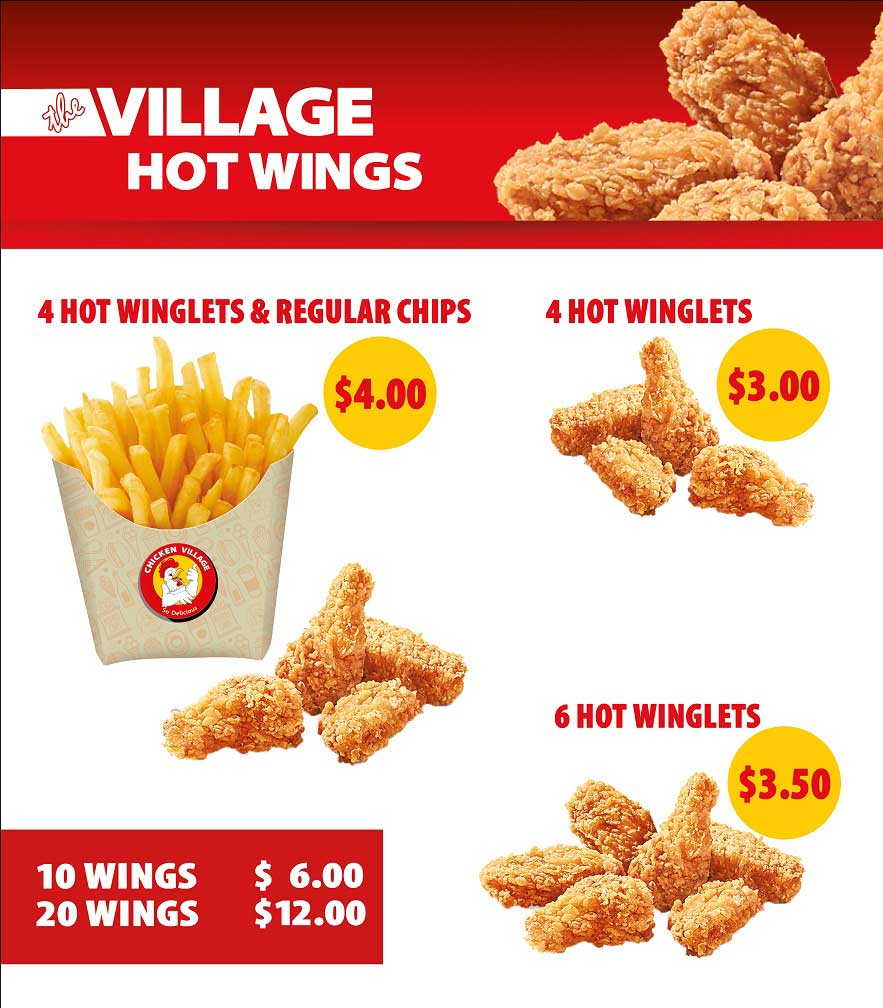 the VILLAGE
HOT WINGS
4 HOT WINGLETS & REGULAR CHIPS
$4.00
CHICKEN VILLAGE
So Delicious
4 HOT WINGLETS
$3.00
6 HOT WINGLETS
$3.50
10 WINGS $ 6.00
20 WINGS $12.00